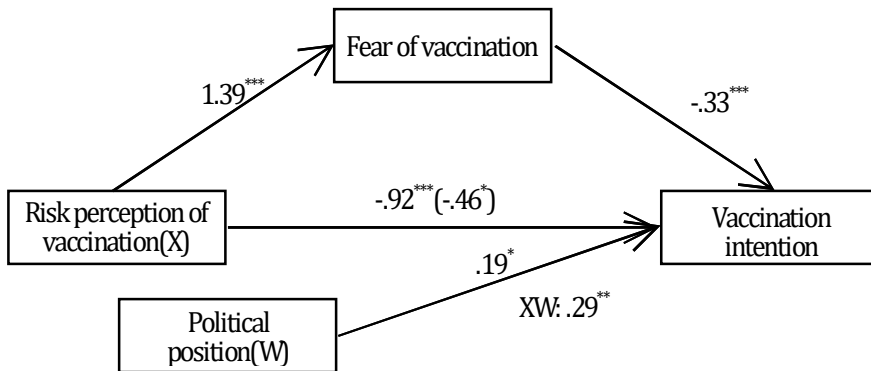 Fear of vaccination
1.39***
-.33***
-.92***(-.46*)
Risk perception of
vaccination(X)
Vaccination
intention
.19*
XW: .29**
Political
position(W)